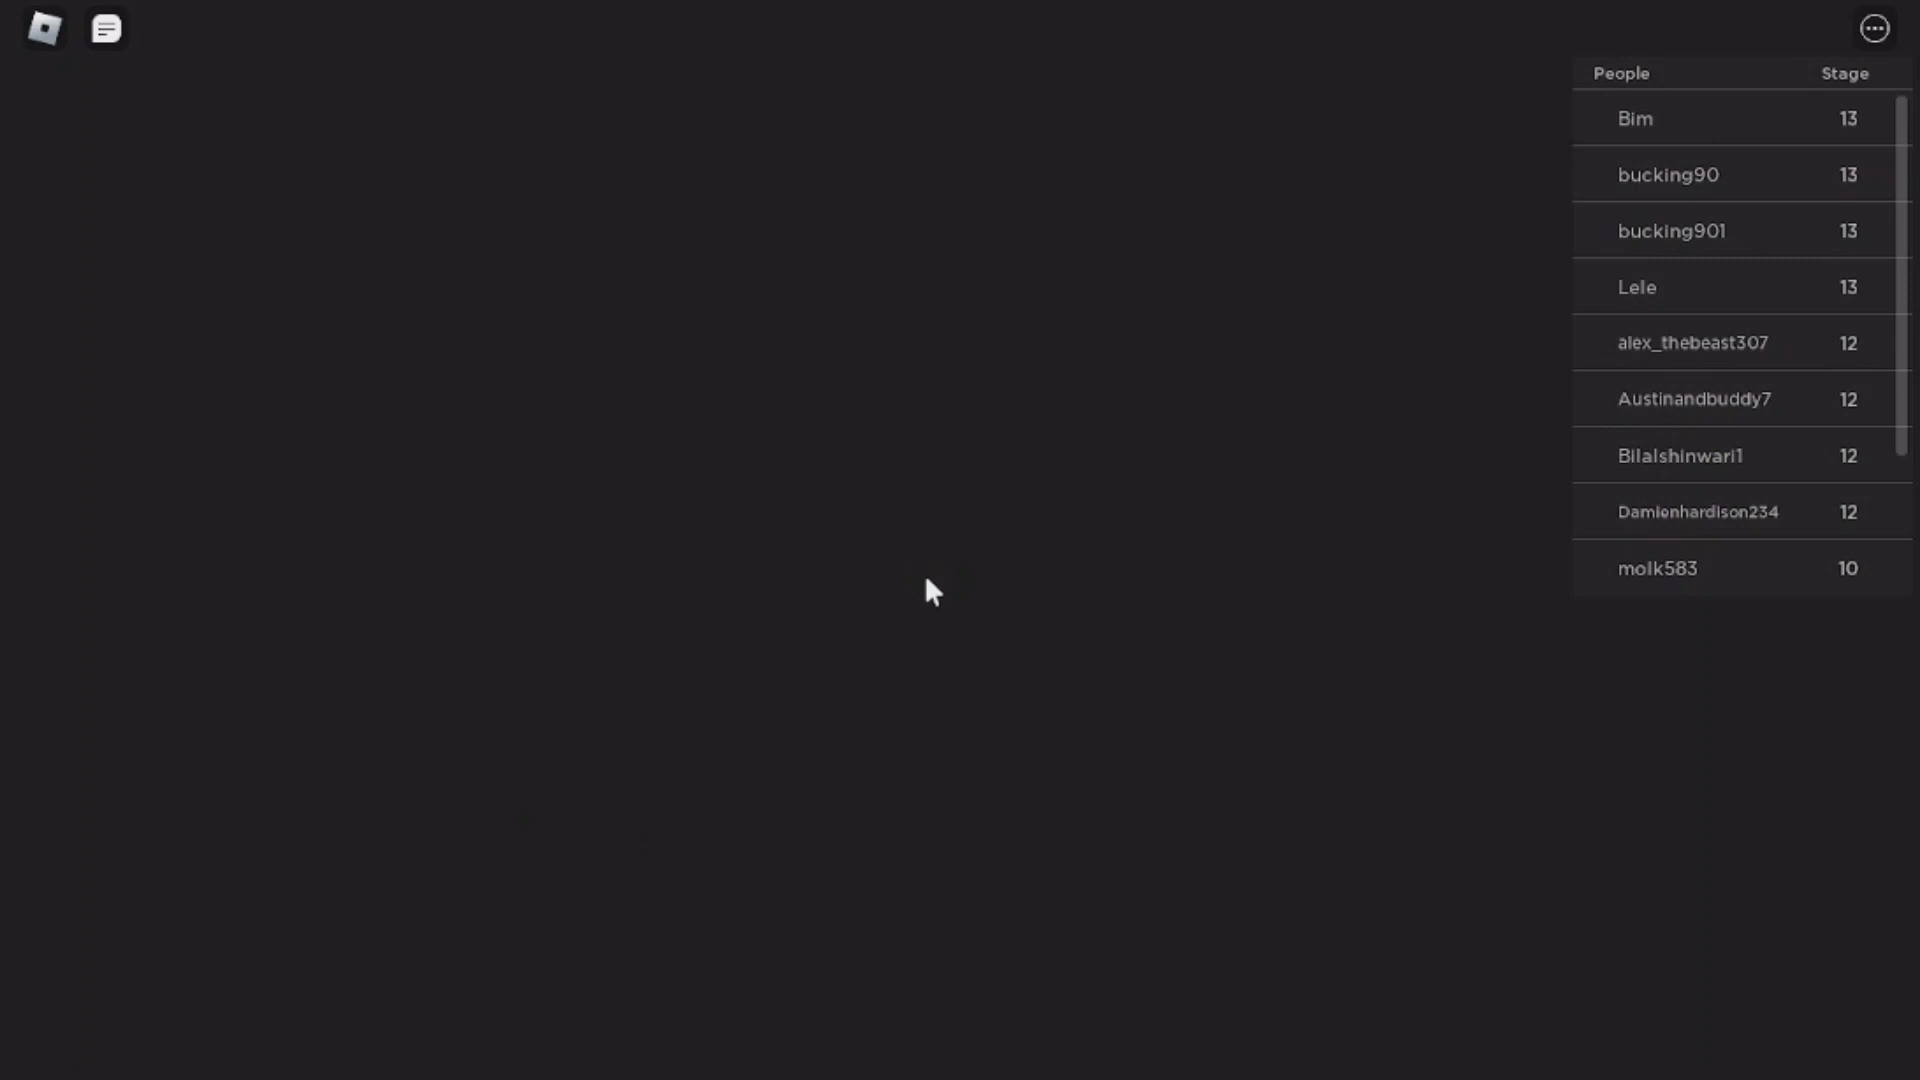 People Stage
Bim 13
bucking90 13
bucking901 13
Lele 13
alex_thebeast307 12
Austinandbuddy7 12
Bilalshinwari1 12
Damienhardison234 12
molk583 10